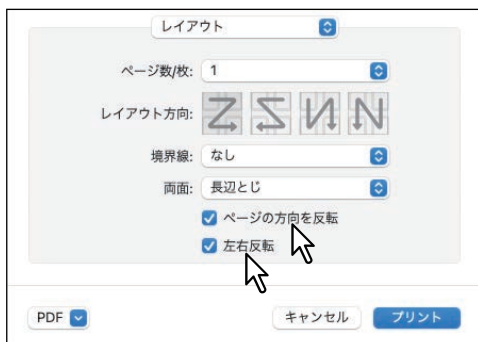 レイアウト
ページ数/枚: 1
レイアウト方向:
境界線: なし
両面: 長辺とじ
ページの方向を反転
左右反転
PDF キャンセル プリント